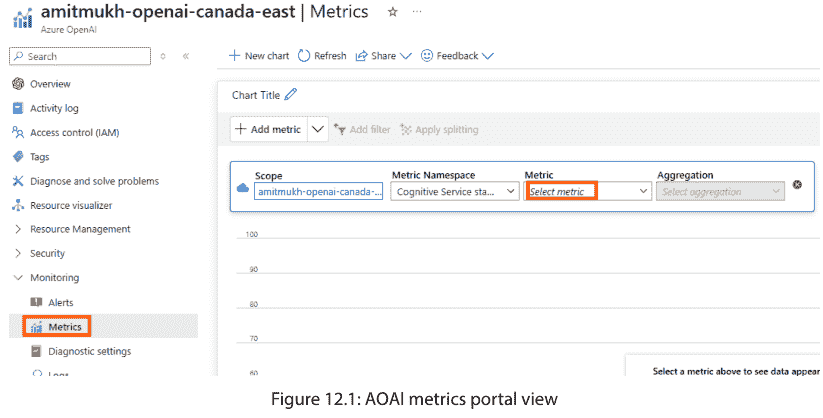 amitmukh-openai-canada-east | Metrics ☆ ...
Azure OpenAI
Search
Overview
Activity log
Access control (IAM)
Tags
Diagnose and solve problems
Resource visualizer
Resource Management
Security
Monitoring
Alerts
Metrics
Diagnostic settings
Logs
New chart Refresh Share Feedback
Chart Title
Add metric Add filter Apply splitting
Scope Metric Namespace Metric Aggregation
amitmukh-openai-canada-... Cognitive Service sta... Select metric Select aggregation
100
90
80
70
60
Select a metric above to see data appear
Figure 12.1: AOAI metrics portal view